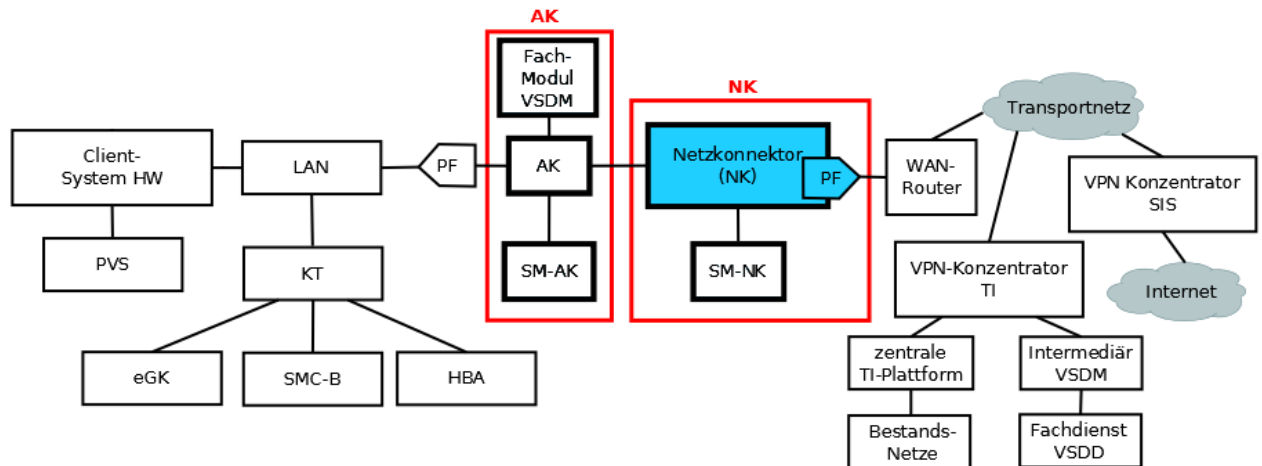 AK
Fach-
Modul
VSDM
NK
Transportnetz
Client-
System HW
LAN
PF
AK
Netzkonnektor
(NK)
PF
WAN-
Router
VPN Konzentrator
SIS
PVS
KT
SM-AK
SM-NK
VPN-Konzentrator
TI
Internet
eGK
SMC-B
HBA
zentrale
TI-Plattform
Intermediär
VSDM
Bestands-
Netze
Fachdienst
VSDD